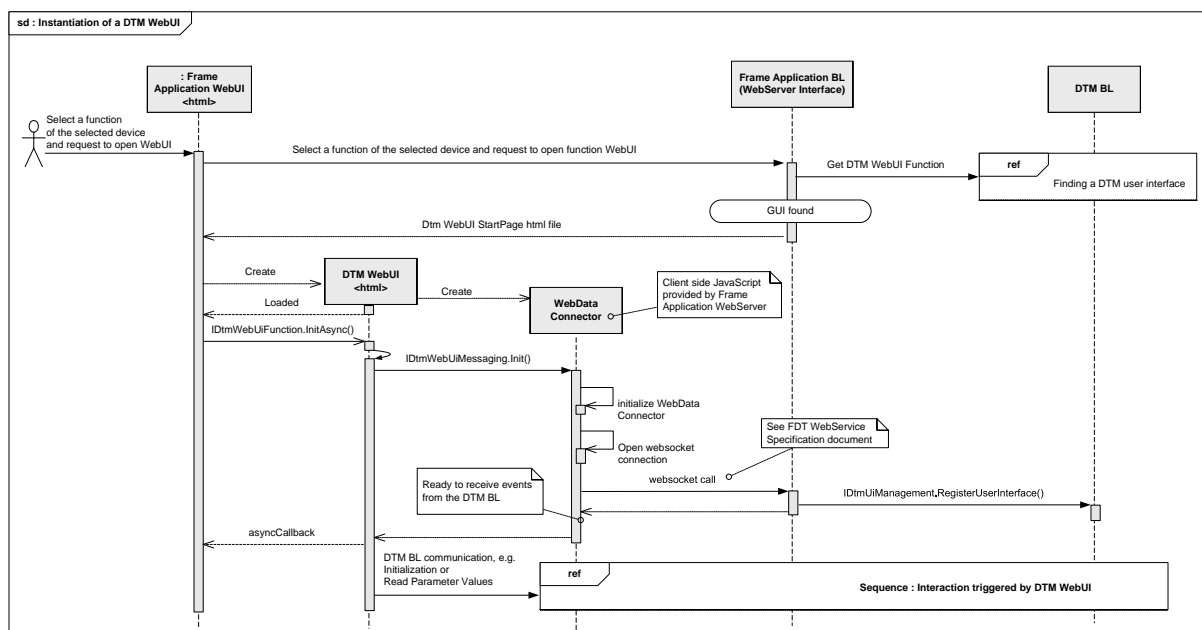 sd : Instantiation of a DTM WebUI
: Frame
Application WebUI
<html>
Frame Application BL
(WebServer Interface)
DTM BL
Select a function
of the selected device
and request to open WebUI
Select a function of the selected device and request to open function WebUI
Get DTM WebUI Function
ref
Finding a DTM user interface
GUI found
Dtm WebUI StartPage html file
Create
DTM WebUI
<html>
Create
WebData
Connector
Client side JavaScript
provided by Frame
Application WebServer
Loaded
IDtmWebUiFunction.InitAsync()
IDtmWebUiMessaging.Init()
initialize WebData
Connector
Open websocket
connection
See FDT WebService
Specification document
Ready to receive events
from the DTM BL
websocket call
IDtmUiManagement.RegisterUserInterface()
asyncCallback
DTM BL communication, e.g.
Initialization or
Read Parameter Values
ref
Sequence : Interaction triggered by DTM WebUI